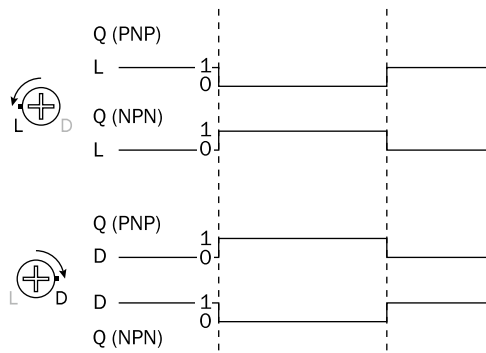 Q (PNP)
L 1
0
L D
Q (NPN)
1
L 0
Q (PNP)
1
D 0
L D
D 1
0
Q (NPN)